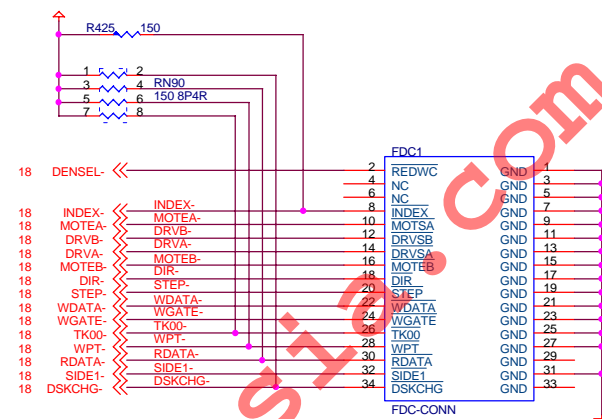 R425 150
1 2
3 4 RN90
5 6 150 8P4R
7 8
FDC1
18 DENSEL- 2 REDWC GND 1
4 NC GND 3
6 NC GND 5
18 INDEX- INDEX- 8 INDEX GND 7
18 MOTEA- MOTEA- 10 MOTSA GND 9
18 DRVB- DRVB- 12 DRVSB GND 11
18 DRVA- DRVA- 14 DRVSA GND 13
18 MOTEB- MOTEB- 16 MOTEB GND 15
18 DIR- DIR- 18 DIR GND 17
18 STEP- STEP- 20 STEP GND 19
18 WDATA- WDATA- 22 WDATA GND 21
18 WGATE- WGATE- 24 WGATE GND 23
18 TK00- TK00- 26 TK00 GND 25
18 WPT- WPT- 28 WPT GND 27
18 RDATA- RDATA- 30 RDATA GND 29
18 SIDE1- SIDE1- 32 SIDE1 GND 31
18 DSKCHG- DSKCHG- 34 DSKCHG GND 33
FDC-CONN
sia.com